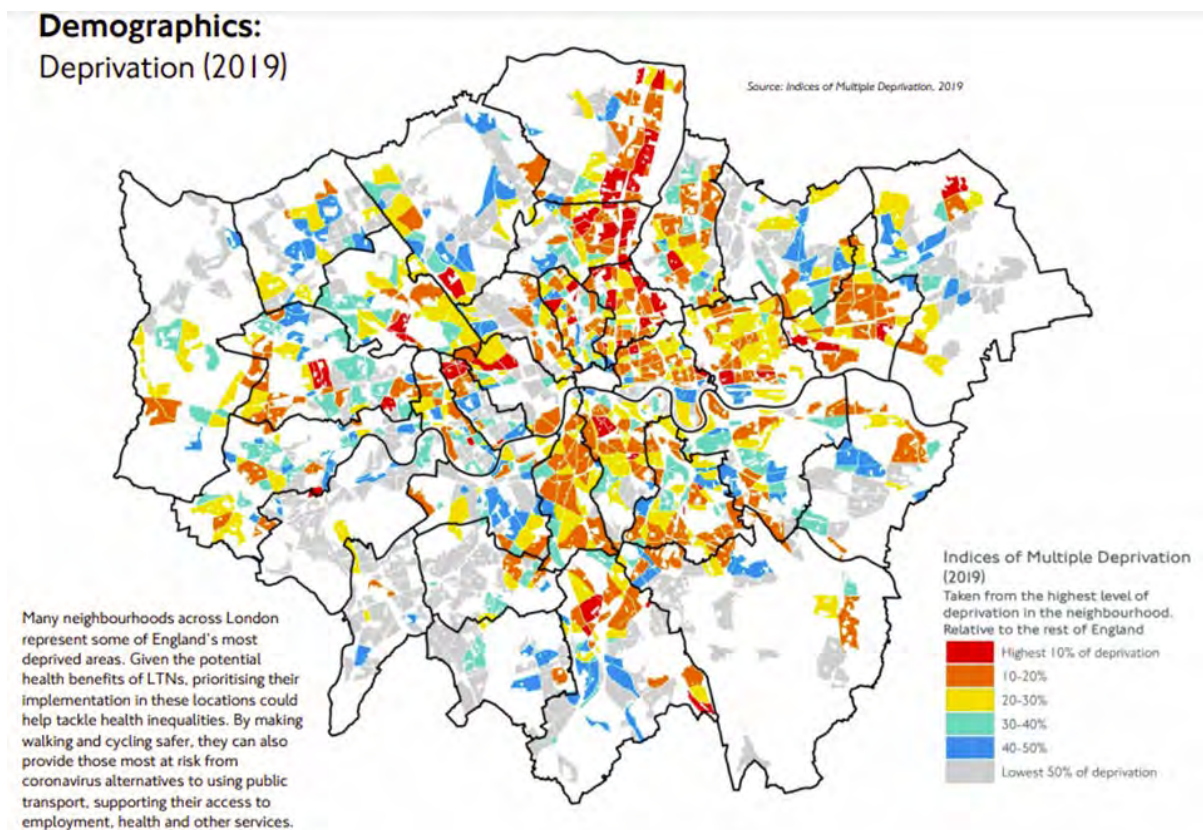 Demographics:
Deprivation (2019)
Source: Indices of Multiple Deprivation, 2019
Many neighbourhoods across London
represent some of England's most
deprived areas. Given the potential
health benefits of LTNs, prioritising their
implementation in these locations could
help tackle health inequalities. By making
walking and cycling safer, they can also
provide those most at risk from
coronavirus alternatives to using public
transport, supporting their access to
employment, health and other services.
Indices of Multiple Deprivation
(2019)
Taken from the highest level of
deprivation in the neighbourhood.
Relative to the rest of England
Highest 10% of deprivation
10-20%
20-30%
30-40%
40-50%
Lowest 50% of deprivation